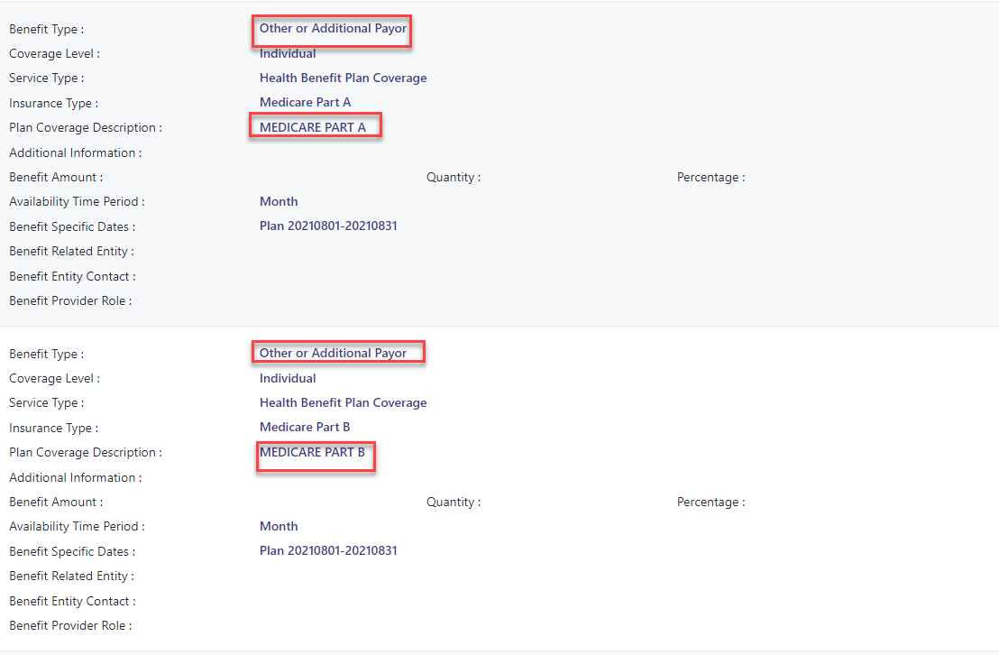 Benefit Type : Other or Additional Payor
Coverage Level : Individual
Service Type : Health Benefit Plan Coverage
Insurance Type : Medicare Part A
Plan Coverage Description : MEDICARE PART A
Additional Information :
Benefit Amount : Quantity : Percentage :
Availability Time Period : Month
Benefit Specific Dates : Plan 20210801-20210831
Benefit Related Entity :
Benefit Entity Contact :
Benefit Provider Role :
Benefit Type : Other or Additional Payor
Coverage Level : Individual
Service Type : Health Benefit Plan Coverage
Insurance Type : Medicare Part B
Plan Coverage Description : MEDICARE PART B
Additional Information :
Benefit Amount : Quantity : Percentage :
Availability Time Period : Month
Benefit Specific Dates : Plan 20210801-20210831
Benefit Related Entity :
Benefit Entity Contact :
Benefit Provider Role :